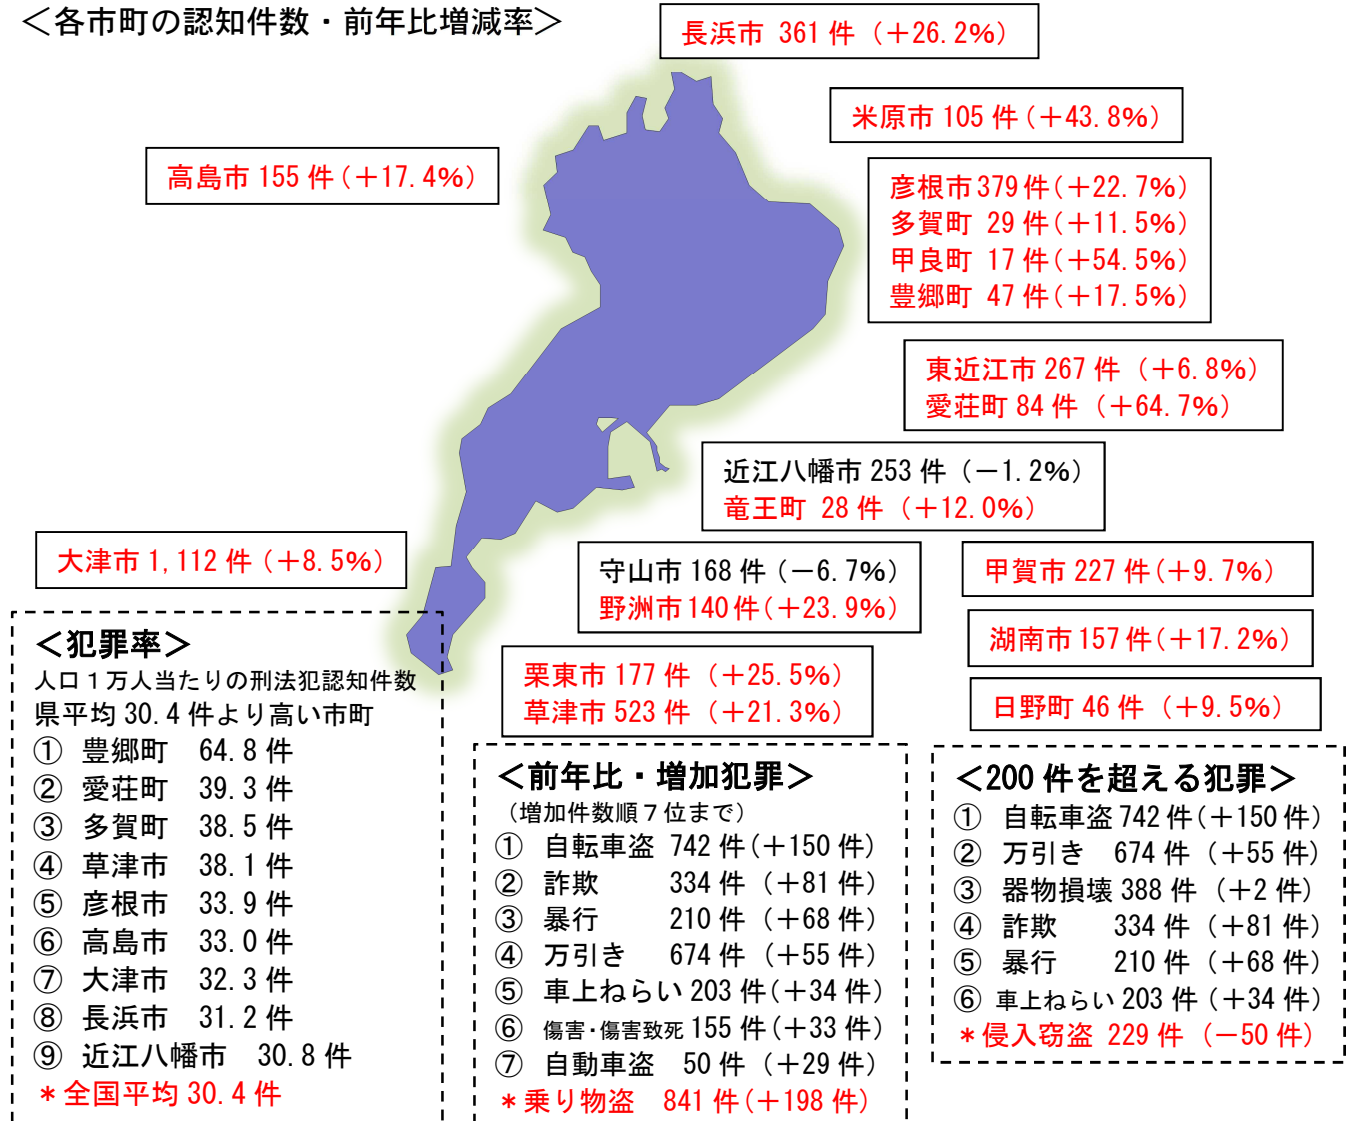 ＜各市町の認知件数・前年比増減率＞
長浜市 361 件（＋26.2%）
米原市 105 件（＋43.8%）
高島市 155 件（＋17.4%）
彦根市 379 件（＋22.7%）
多賀町 29 件（＋11.5%）
甲良町 17 件（＋54.5%）
豊郷町 47 件（＋17.5%）
東近江市 267 件（＋6.8%）
愛荘町 84 件（＋64.7%）
近江八幡市 253 件（－1.2%）
竜王町 28 件（＋12.0%）
大津市 1,112 件（＋8.5%）
守山市 168 件（－6.7%）
野洲市 140 件（＋23.9%）
甲賀市 227 件（＋9.7%）
湖南市 157 件（＋17.2%）
栗東市 177 件（＋25.5%）
草津市 523 件（＋21.3%）
日野町 46 件（＋9.5%）
＜犯罪率＞
人口１万人当たりの刑法犯認知件数
県平均 30.4 件より高い市町
① 豊郷町 64.8 件
② 愛荘町 39.3 件
③ 多賀町 38.5 件
④ 草津市 38.1 件
⑤ 彦根市 33.9 件
⑥ 高島市 33.0 件
⑦ 大津市 32.3 件
⑧ 長浜市 31.2 件
⑨ 近江八幡市 30.8 件
＊全国平均 30.4 件
＜前年比・増加犯罪＞
（増加件数順７位まで）
① 自転車盗 742 件（＋150 件）
② 詐欺 334 件（＋81 件）
③ 暴行 210 件（＋68 件）
④ 万引き 674 件（＋55 件）
⑤ 車上ねらい 203 件（＋34 件）
⑥ 傷害・傷害致死 155 件（＋33 件）
⑦ 自動車盗 50 件（＋29 件）
＊乗り物盗 841 件（＋198 件）
＜200 件を超える犯罪＞
① 自転車盗 742 件（＋150 件）
② 万引き 674 件（＋55 件）
③ 器物損壊 388 件（＋2 件）
④ 詐欺 334 件（＋81 件）
⑤ 暴行 210 件（＋68 件）
⑥ 車上ねらい 203 件（＋34 件）
＊侵入窃盗 229 件（－50 件）